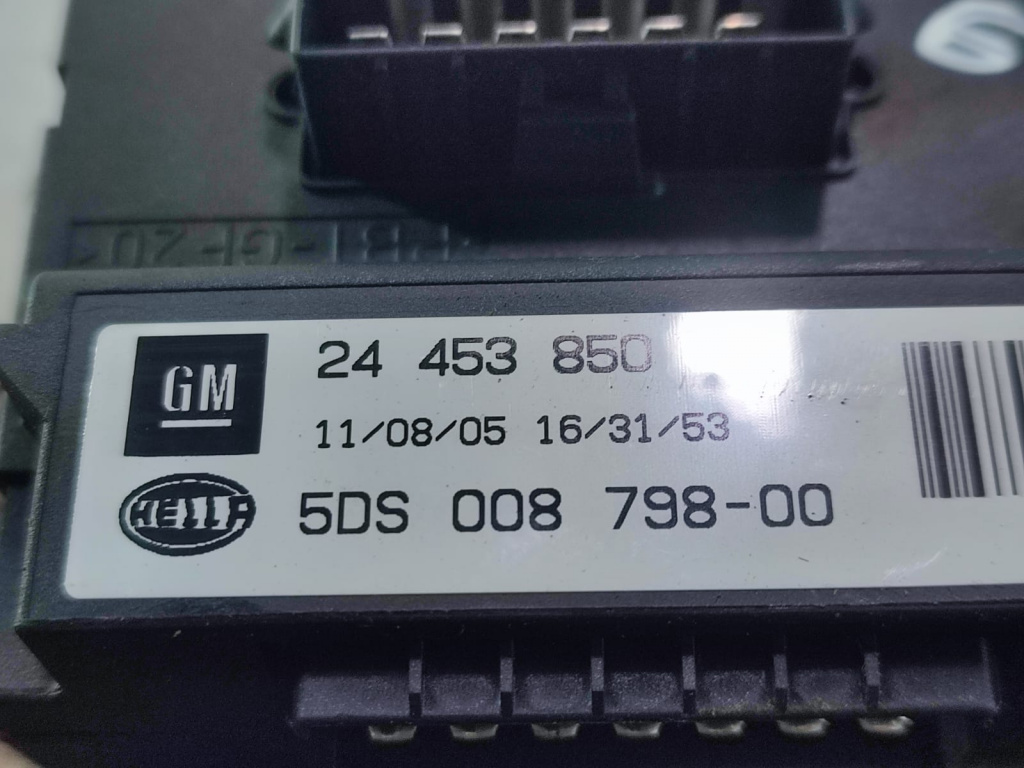 GM
24 453 850
11/08/05 16/31/53
HELLA
5DS 008 798-00